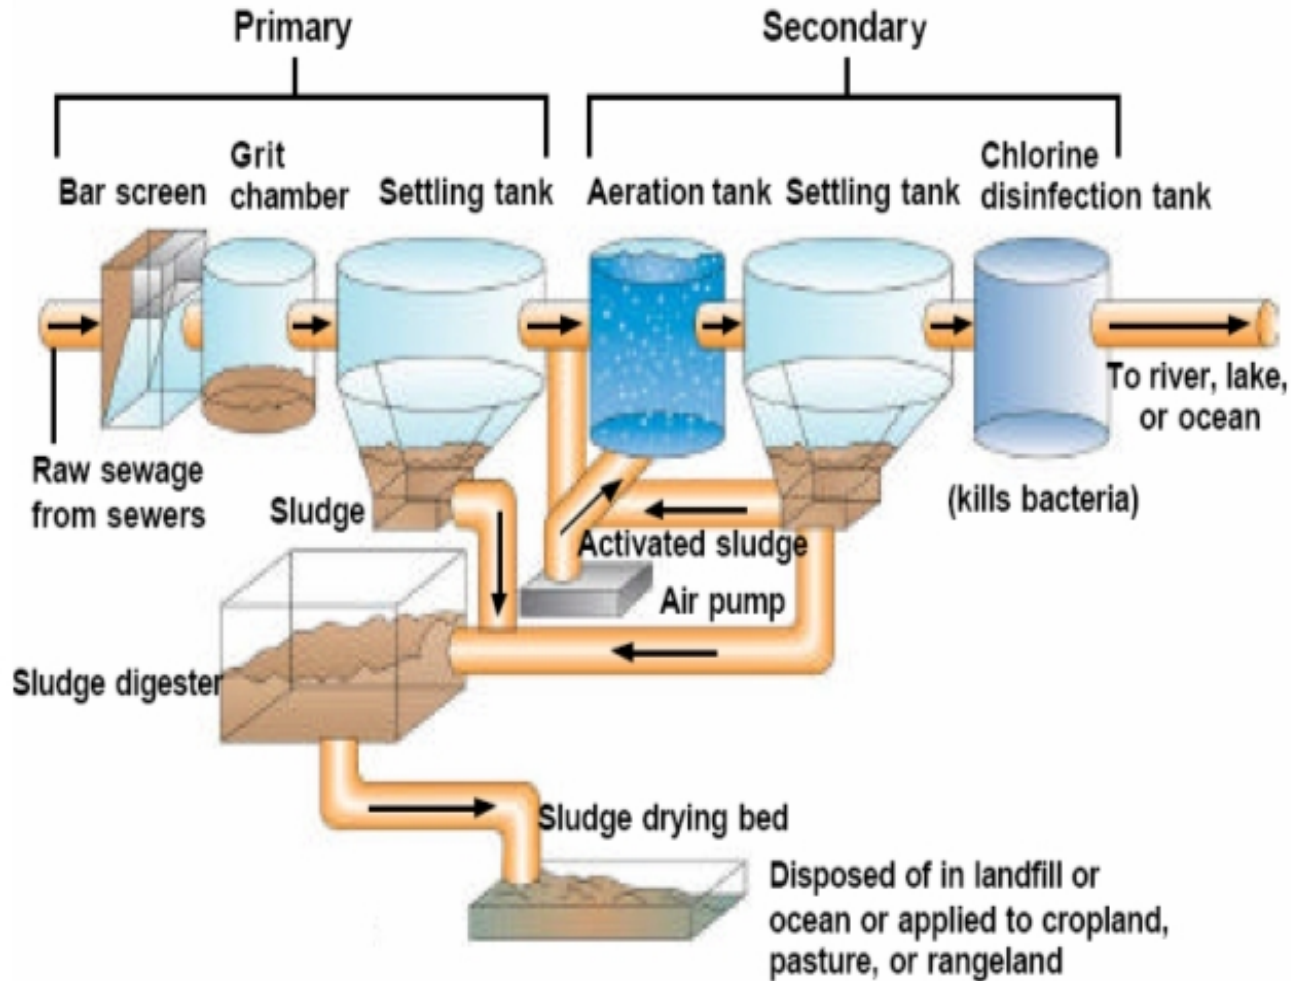 Primary
Secondary
Bar screen
Grit
chamber
Settling tank
Aeration tank
Settling tank
Chlorine
disinfection tank
Raw sewage
from sewers
Sludge
Activated sludge
Air pump
(kills bacteria)
To river, lake,
or ocean
Sludge digester
Sludge drying bed
Disposed of in landfill or
ocean or applied to cropland,
pasture, or rangeland